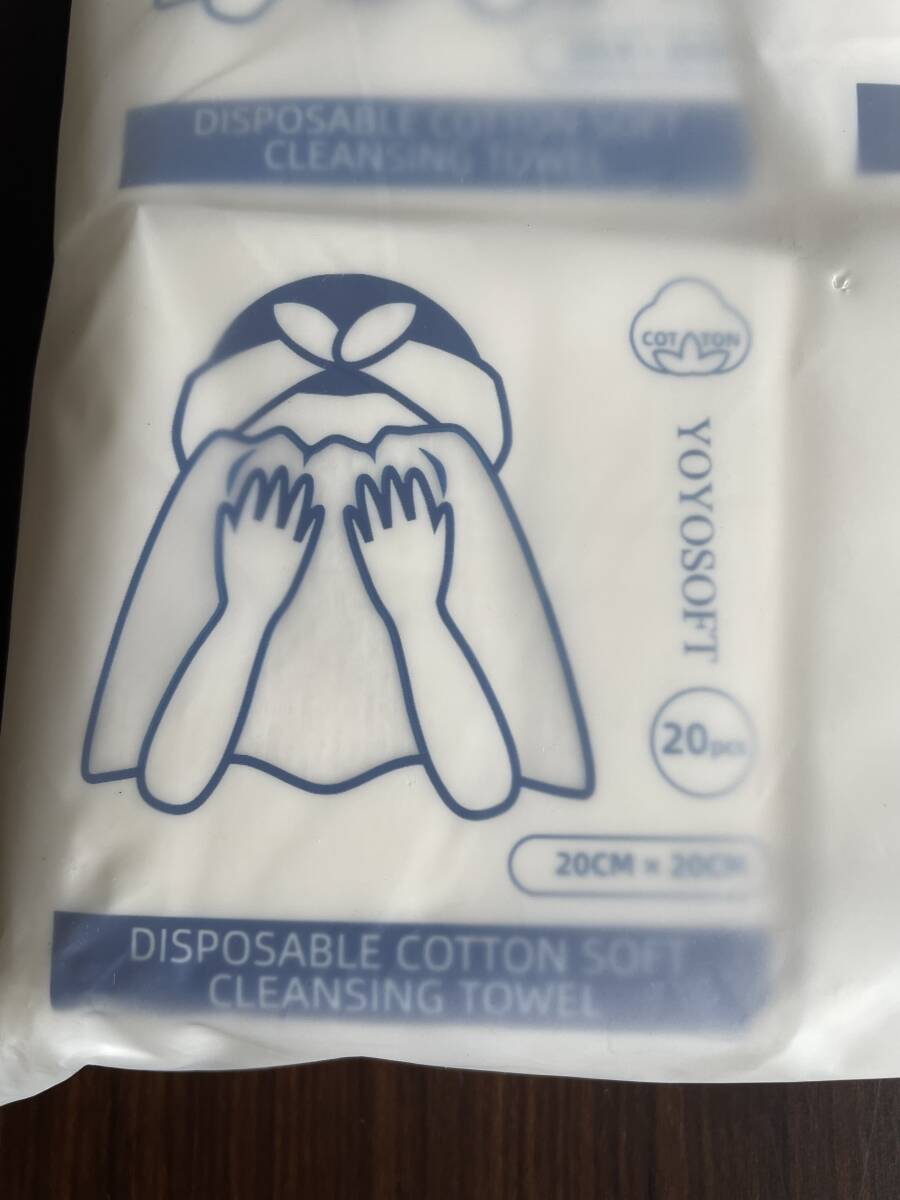 DISPOSABLE COTTON SOFT
CLEANSING TOWEL
COTTON
YOYOSOFT
20pcs
20CM × 20CM
DISPOSABLE COTTON SOFT
CLEANSING TOWEL